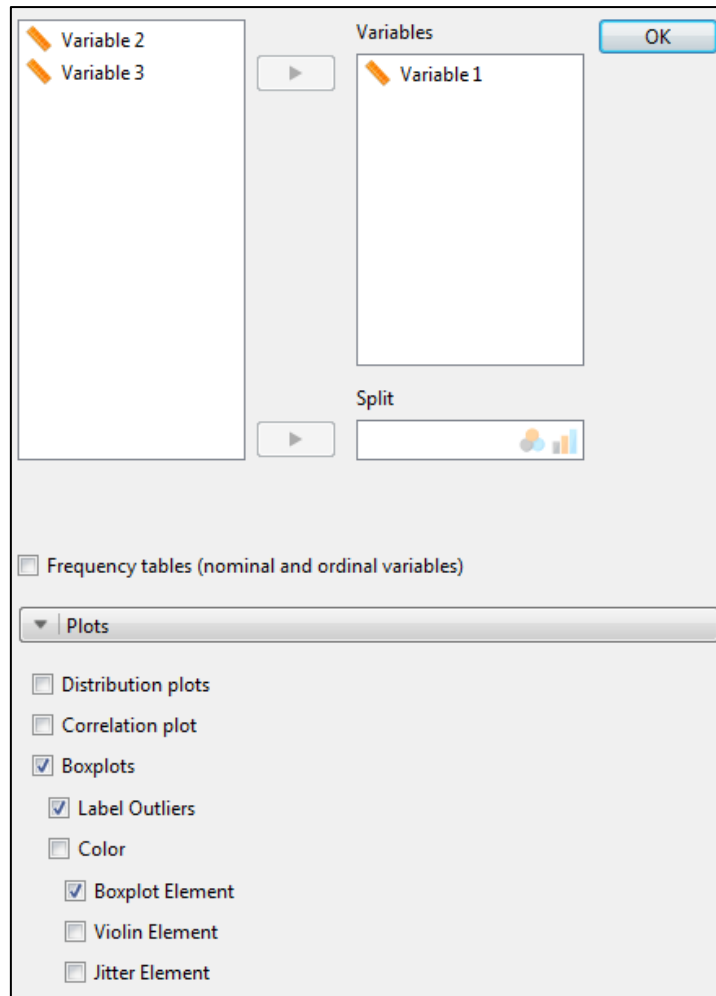 Variable 2
Variable 3
Variables
Variable 1
OK
Split
Frequency tables (nominal and ordinal variables)
Plots
Distribution plots
Correlation plot
Boxplots
Label Outliers
Color
Boxplot Element
Violin Element
Jitter Element